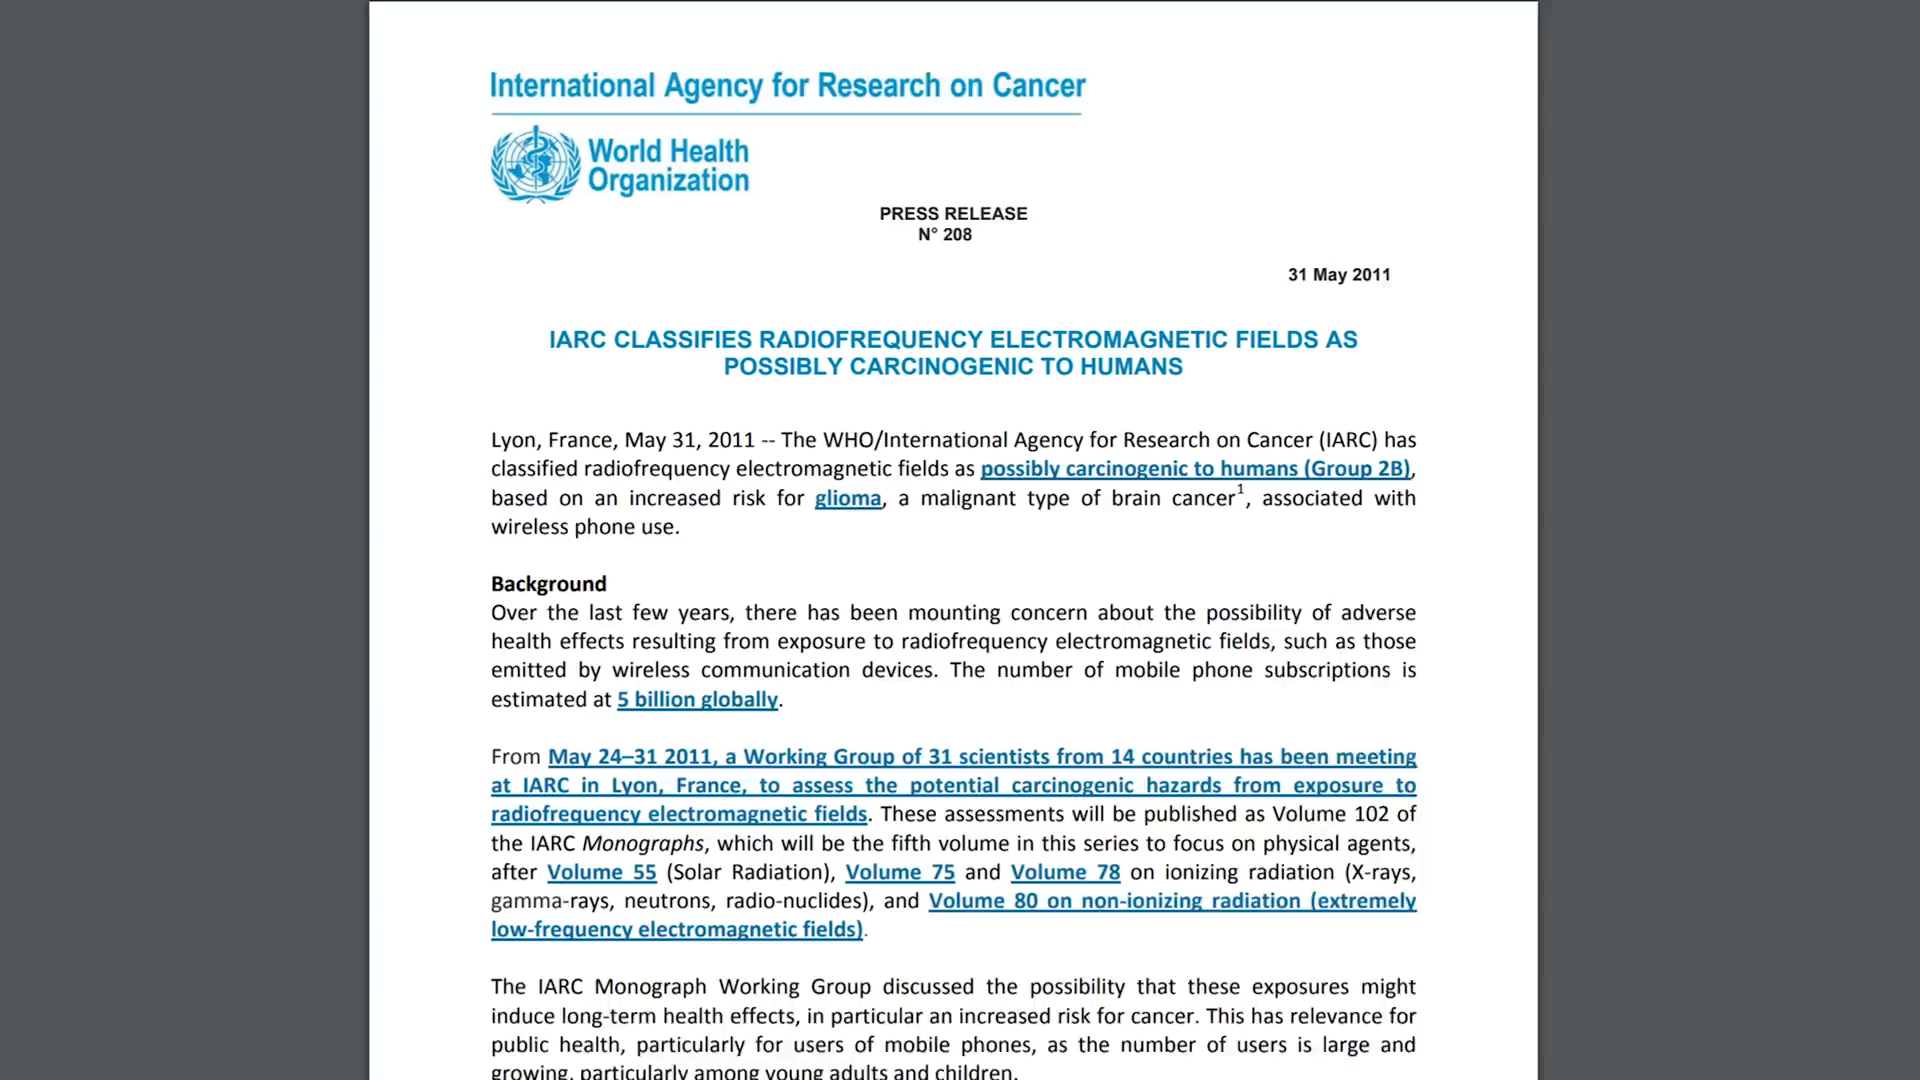 International Agency for Research on Cancer
World Health
Organization
PRESS RELEASE
N° 208
31 May 2011
IARC CLASSIFIES RADIOFREQUENCY ELECTROMAGNETIC FIELDS AS
POSSIBLY CARCINOGENIC TO HUMANS
Lyon, France, May 31, 2011 -- The WHO/International Agency for Research on Cancer (IARC) has
classified radiofrequency electromagnetic fields as possibly carcinogenic to humans (Group 2B),
based on an increased risk for glioma, a malignant type of brain cancer1, associated with
wireless phone use.
Background
Over the last few years, there has been mounting concern about the possibility of adverse
health effects resulting from exposure to radiofrequency electromagnetic fields, such as those
emitted by wireless communication devices. The number of mobile phone subscriptions is
estimated at 5 billion globally.
From May 24–31 2011, a Working Group of 31 scientists from 14 countries has been meeting
at IARC in Lyon, France, to assess the potential carcinogenic hazards from exposure to
radiofrequency electromagnetic fields. These assessments will be published as Volume 102 of
the IARC Monographs, which will be the fifth volume in this series to focus on physical agents,
after Volume 55 (Solar Radiation), Volume 75 and Volume 78 on ionizing radiation (X-rays,
gamma-rays, neutrons, radio-nuclides), and Volume 80 on non-ionizing radiation (extremely
low-frequency electromagnetic fields).
The IARC Monograph Working Group discussed the possibility that these exposures might
induce long-term health effects, in particular an increased risk for cancer. This has relevance for
public health, particularly for users of mobile phones, as the number of users is large and
growing, particularly among young adults and children.